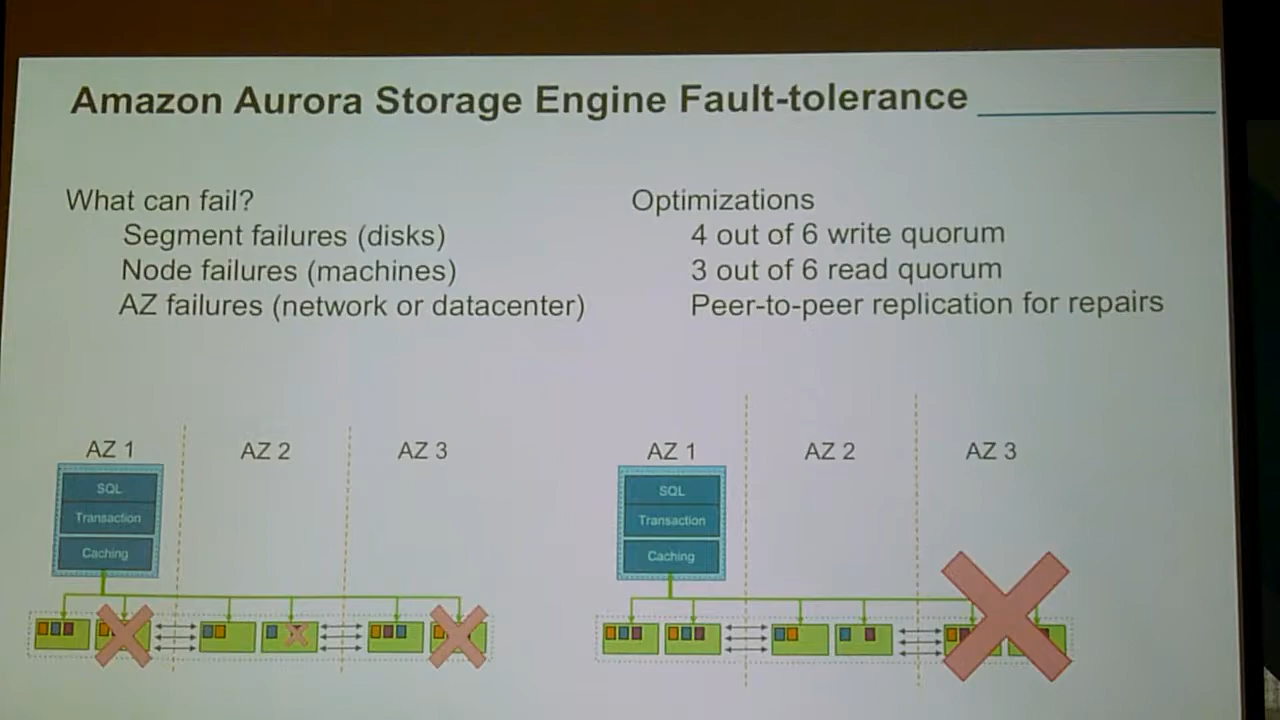 Amazon Aurora Storage Engine Fault-tolerance
What can fail?
Segment failures (disks)
Node failures (machines)
AZ failures (network or datacenter)
Optimizations
4 out of 6 write quorum
3 out of 6 read quorum
Peer-to-peer replication for repairs
AZ 1
AZ 2
AZ 3
SQL
Transaction
Caching
AZ 1
AZ 2
AZ 3
SQL
Transaction
Caching